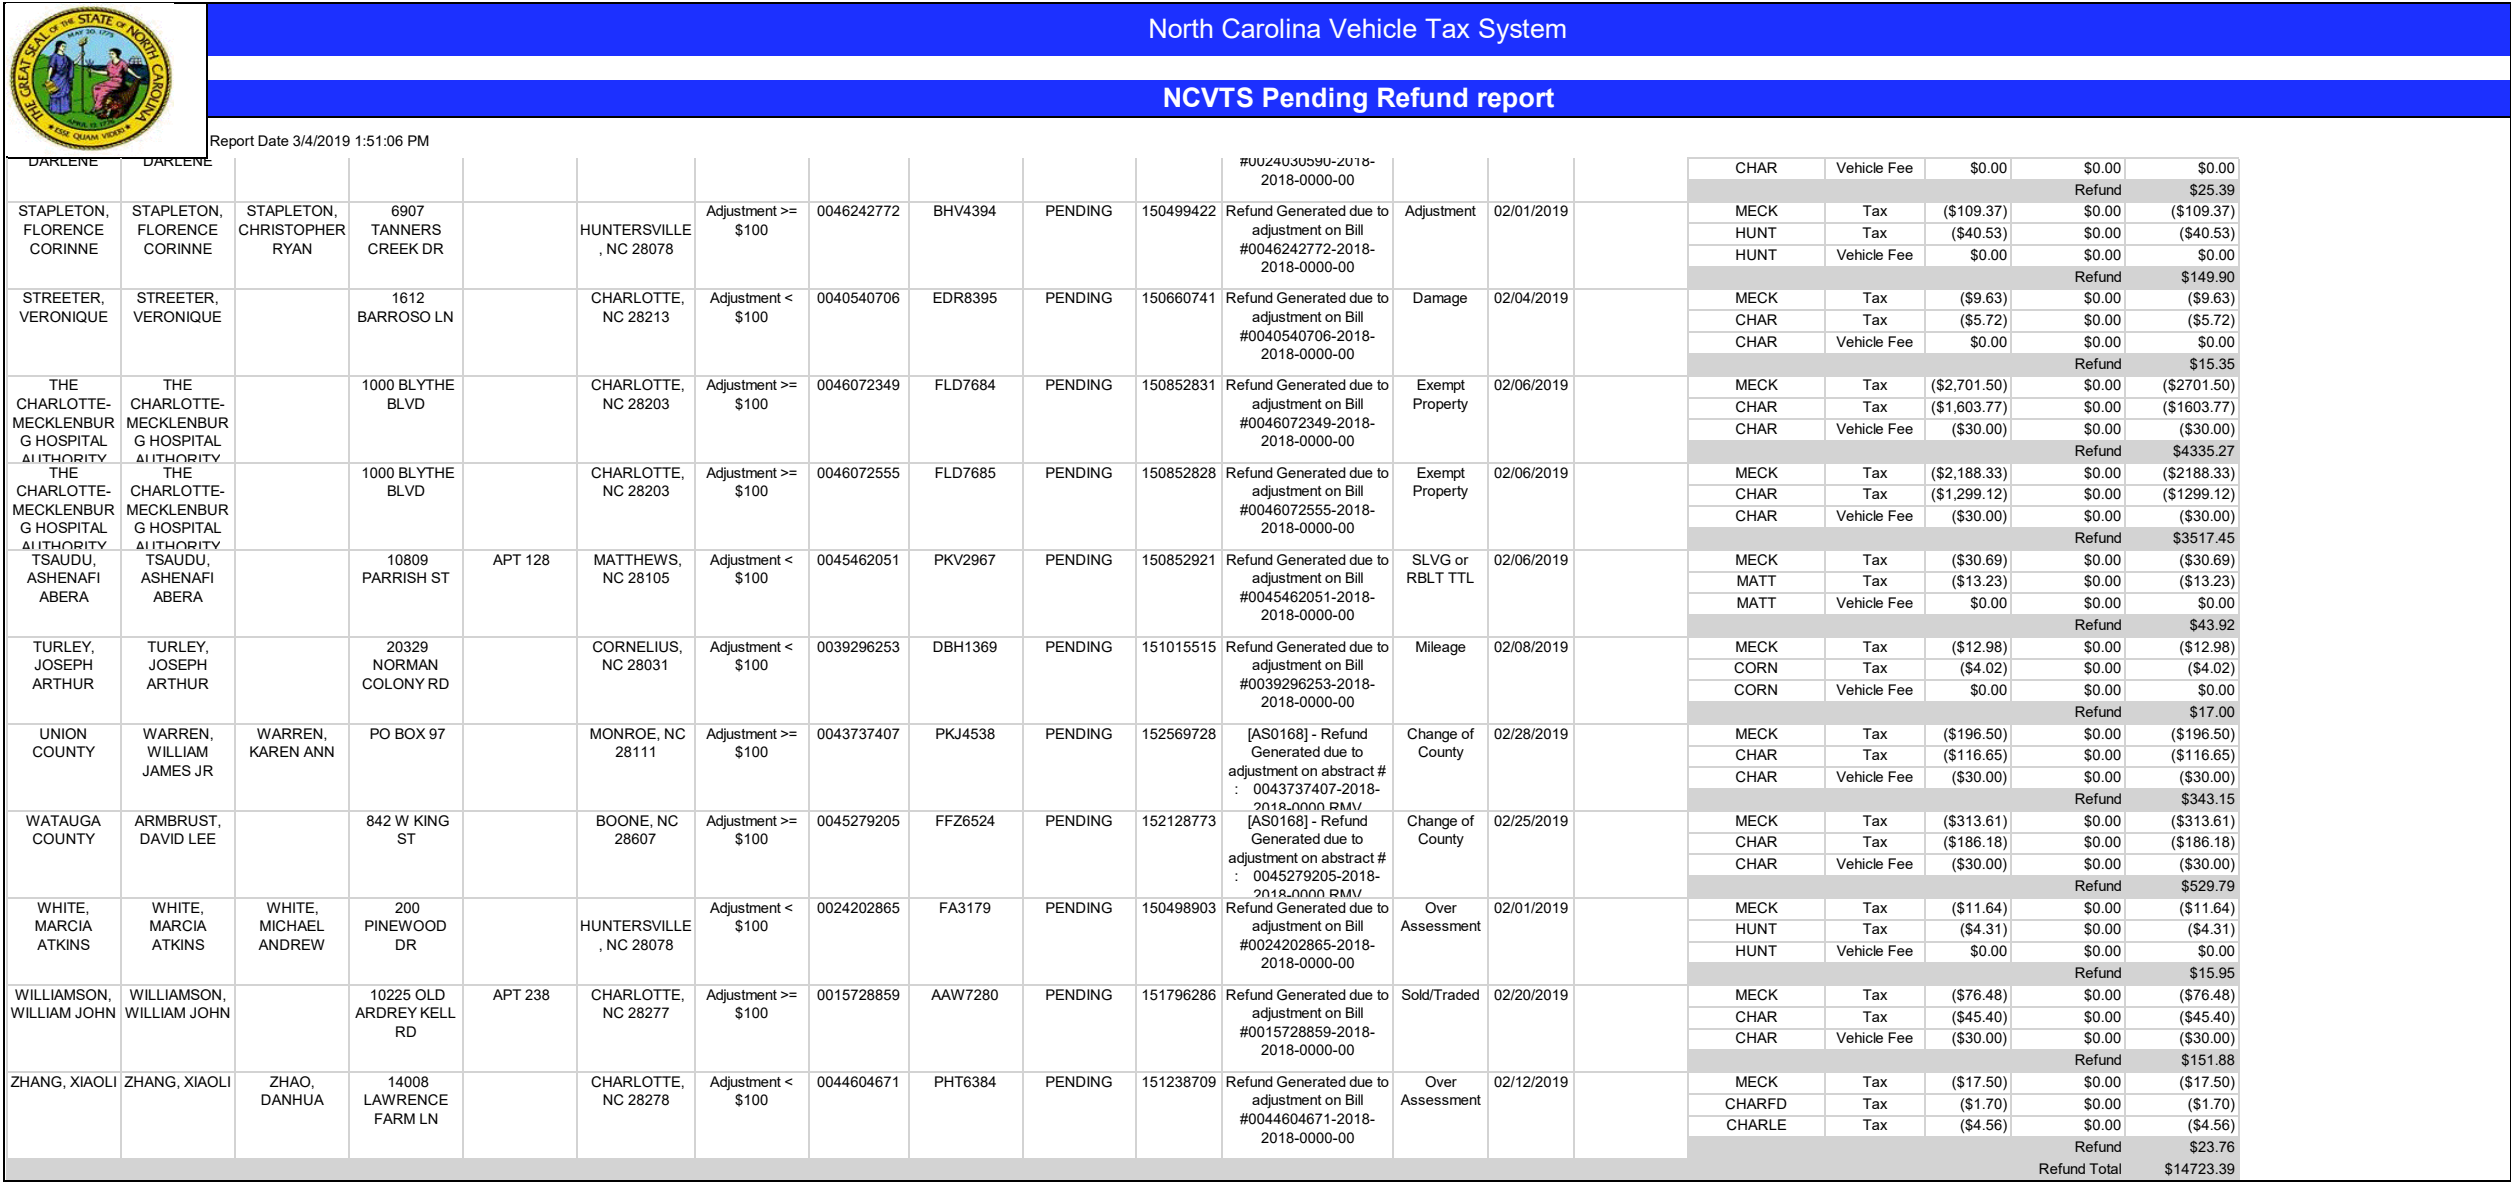 THE GREAT SEAL OF THE STATE OF NORTH CAROLINA
MAY 20, 1775
APRIL 12, 1776
ESSE QUAM VIDERI
North Carolina Vehicle Tax System
NCVTS Pending Refund report
Report Date 3/4/2019 1:51:06 PM
DARLENE DARLENE #0024030590-2018- CHAR Vehicle Fee $0.00 $0.00 $0.00
2018-0000-00
Refund $25.39
STAPLETON, STAPLETON, STAPLETON, 6907 Adjustment >= 0046242772 BHV4394 PENDING 150499422 Refund Generated due to Adjustment 02/01/2019 MECK Tax ($109.37) $0.00 ($109.37)
FLORENCE FLORENCE CHRISTOPHER TANNERS HUNTERSVILLE $100 adjustment on Bill HUNT Tax ($40.53) $0.00 ($40.53)
CORINNE CORINNE RYAN CREEK DR , NC 28078 #0046242772-2018- HUNT Vehicle Fee $0.00 $0.00 $0.00
2018-0000-00 Refund $149.90
STREETER, STREETER, 1612 CHARLOTTE, Adjustment < 0040540706 EDR8395 PENDING 150660741 Refund Generated due to Damage 02/04/2019 MECK Tax ($9.63) $0.00 ($9.63)
VERONIQUE VERONIQUE BARROSO LN NC 28213 $100 adjustment on Bill CHAR Tax ($5.72) $0.00 ($5.72)
#0040540706-2018- CHAR Vehicle Fee $0.00 $0.00 $0.00
2018-0000-00 Refund $15.35
THE THE 1000 BLYTHE CHARLOTTE, Adjustment >= 0046072349 FLD7684 PENDING 150852831 Refund Generated due to Exempt 02/06/2019 MECK Tax ($2,701.50) $0.00 ($2701.50)
CHARLOTTE- CHARLOTTE- BLVD NC 28203 $100 adjustment on Bill Property CHAR Tax ($1,603.77) $0.00 ($1603.77)
MECKLENBUR MECKLENBUR #0046072349-2018- CHAR Vehicle Fee ($30.00) $0.00 ($30.00)
G HOSPITAL G HOSPITAL 2018-0000-00 Refund $4335.27
AUTHORITY AUTHORITY
THE THE 1000 BLYTHE CHARLOTTE, Adjustment >= 0046072555 FLD7685 PENDING 150852828 Refund Generated due to Exempt 02/06/2019 MECK Tax ($2,188.33) $0.00 ($2188.33)
CHARLOTTE- CHARLOTTE- BLVD NC 28203 $100 adjustment on Bill Property CHAR Tax ($1,299.12) $0.00 ($1299.12)
MECKLENBUR MECKLENBUR #0046072555-2018- CHAR Vehicle Fee ($30.00) $0.00 ($30.00)
G HOSPITAL G HOSPITAL 2018-0000-00 Refund $3517.45
AUTHORITY AUTHORITY
TSAUDU, TSAUDU, 10809 APT 128 MATTHEWS, Adjustment < 0045462051 PKV2967 PENDING 150852921 Refund Generated due to SLVG or 02/06/2019 MECK Tax ($30.69) $0.00 ($30.69)
ASHENAFI ASHENAFI PARRISH ST NC 28105 $100 adjustment on Bill RBLT TTL MATT Tax ($13.23) $0.00 ($13.23)
ABERA ABERA #0045462051-2018- MATT Vehicle Fee $0.00 $0.00 $0.00
2018-0000-00 Refund $43.92
TURLEY, TURLEY, 20329 CORNELIUS, Adjustment < 0039296253 DBH1369 PENDING 151015515 Refund Generated due to Mileage 02/08/2019 MECK Tax ($12.98) $0.00 ($12.98)
JOSEPH JOSEPH NORMAN NC 28031 $100 adjustment on Bill CORN Tax ($4.02) $0.00 ($4.02)
ARTHUR ARTHUR COLONY RD #0039296253-2018- CORN Vehicle Fee $0.00 $0.00 $0.00
2018-0000-00 Refund $17.00
UNION WARREN, WARREN, PO BOX 97 MONROE, NC Adjustment >= 0043737407 PKJ4538 PENDING 152569728 [AS0168] - Refund Change of 02/28/2019 MECK Tax ($196.50) $0.00 ($196.50)
COUNTY WILLIAM KAREN ANN 28111 $100 Generated due to County CHAR Tax ($116.65) $0.00 ($116.65)
JAMES JR adjustment on abstract # CHAR Vehicle Fee ($30.00) $0.00 ($30.00)
: 0043737407-2018- Refund $343.15
2018-0000 RMV
WATAUGA ARMBRUST, 842 W KING BOONE, NC Adjustment >= 0045279205 FFZ6524 PENDING 152128773 [AS0168] - Refund Change of 02/25/2019 MECK Tax ($313.61) $0.00 ($313.61)
COUNTY DAVID LEE ST 28607 $100 Generated due to County CHAR Tax ($186.18) $0.00 ($186.18)
adjustment on abstract # CHAR Vehicle Fee ($30.00) $0.00 ($30.00)
: 0045279205-2018- Refund $529.79
2018-0000 RMV
WHITE, WHITE, WHITE, 200 Adjustment < 0024202865 FA3179 PENDING 150498903 Refund Generated due to Over 02/01/2019 MECK Tax ($11.64) $0.00 ($11.64)
MARCIA MARCIA MICHAEL PINEWOOD HUNTERSVILLE $100 adjustment on Bill Assessment HUNT Tax ($4.31) $0.00 ($4.31)
ATKINS ATKINS ANDREW DR , NC 28078 #0024202865-2018- HUNT Vehicle Fee $0.00 $0.00 $0.00
2018-0000-00 Refund $15.95
WILLIAMSON, WILLIAMSON, 10225 OLD APT 238 CHARLOTTE, Adjustment >= 0015728859 AAW7280 PENDING 151796286 Refund Generated due to Sold/Traded 02/20/2019 MECK Tax ($76.48) $0.00 ($76.48)
WILLIAM JOHN WILLIAM JOHN ARDREY KELL NC 28277 $100 adjustment on Bill CHAR Tax ($45.40) $0.00 ($45.40)
RD #0015728859-2018- CHAR Vehicle Fee ($30.00) $0.00 ($30.00)
2018-0000-00 Refund $151.88
ZHANG, XIAOLI ZHANG, XIAOLI ZHAO, 14008 CHARLOTTE, Adjustment < 0044604671 PHT6384 PENDING 151238709 Refund Generated due to Over 02/12/2019 MECK Tax ($17.50) $0.00 ($17.50)
DANHUA LAWRENCE NC 28278 $100 adjustment on Bill Assessment CHARFD Tax ($1.70) $0.00 ($1.70)
FARM LN #0044604671-2018- CHARLE Tax ($4.56) $0.00 ($4.56)
2018-0000-00 Refund $23.76
Refund Total $14723.39